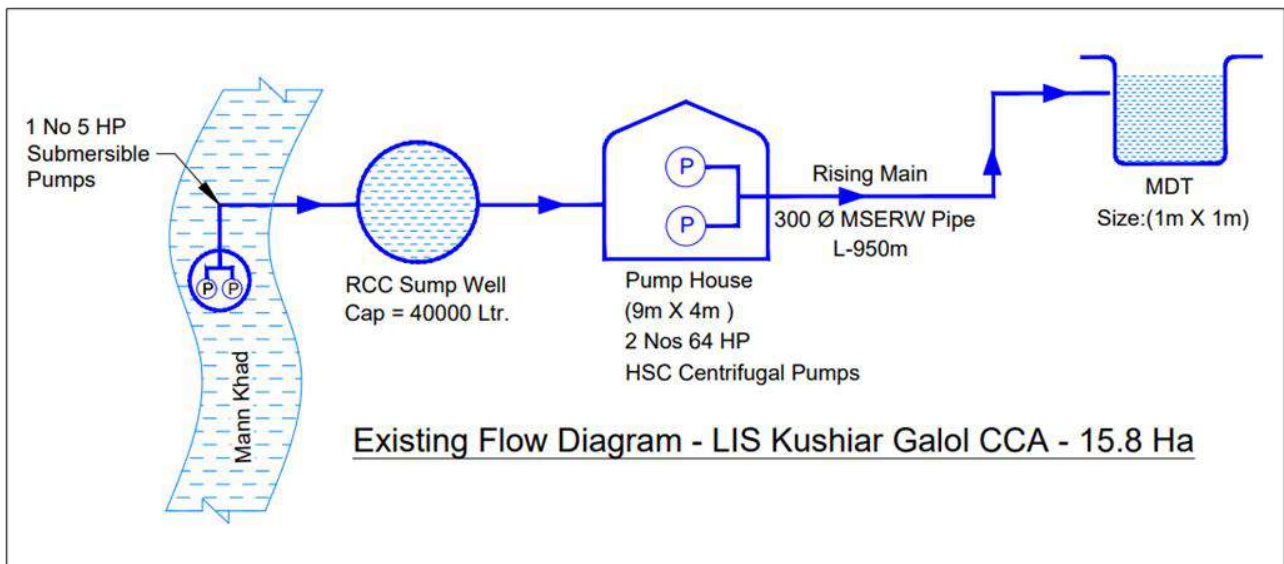 1 No 5 HP
Submersible
Pumps
P P
Mann Khad
RCC Sump Well
Cap = 40000 Ltr.
P
P
Pump House
(9m X 4m )
2 Nos 64 HP
HSC Centrifugal Pumps
Rising Main
300 Ø MSERW Pipe
L-950m
MDT
Size:(1m X 1m)
Existing Flow Diagram - LIS Kushiar Galol CCA - 15.8 Ha